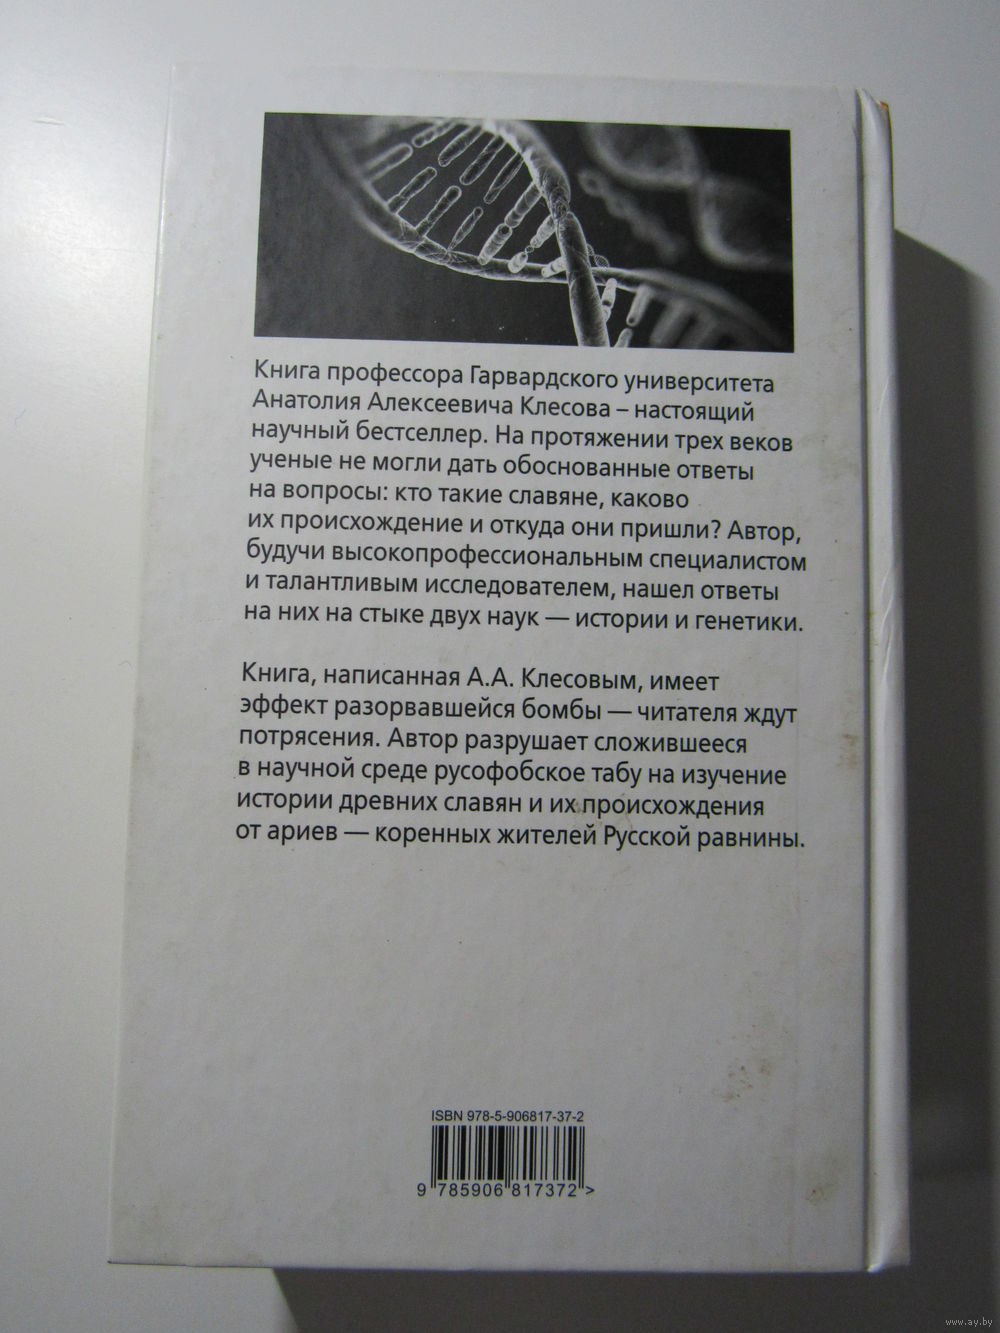 Книга профессора Гарвардского университета
Анатолия Алексеевича Клесова – настоящий
научный бестселлер. На протяжении трех веков
ученые не могли дать обоснованные ответы
на вопросы: кто такие славяне, каково
их происхождение и откуда они пришли? Автор,
будучи высокопрофессиональным специалистом
и талантливым исследователем, нашел ответы
на них на стыке двух наук — истории и генетики.
Книга, написанная А.А. Клесовым, имеет
эффект разорвавшейся бомбы — читателя ждут
потрясения. Автор разрушает сложившееся
в научной среде русофобское табу на изучение
истории древних славян и их происхождения
от ариев — коренных жителей Русской равнины.
ISBN 978-5-906817-37-2
9 785906 817372 >
www.ay.by